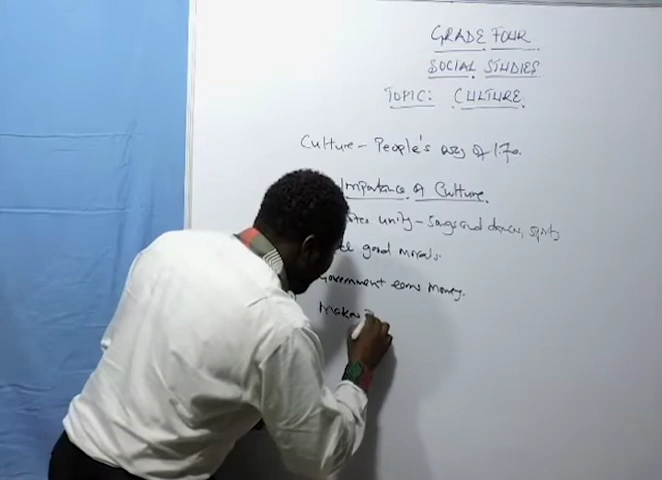 GRADE FOUR
SOCIAL STUDIES
TOPIC: CULTURE.
Culture - People's way of life.
Importance of Culture.
unity - Songs and dances, sports
good morals.
Government earns money.
Makes